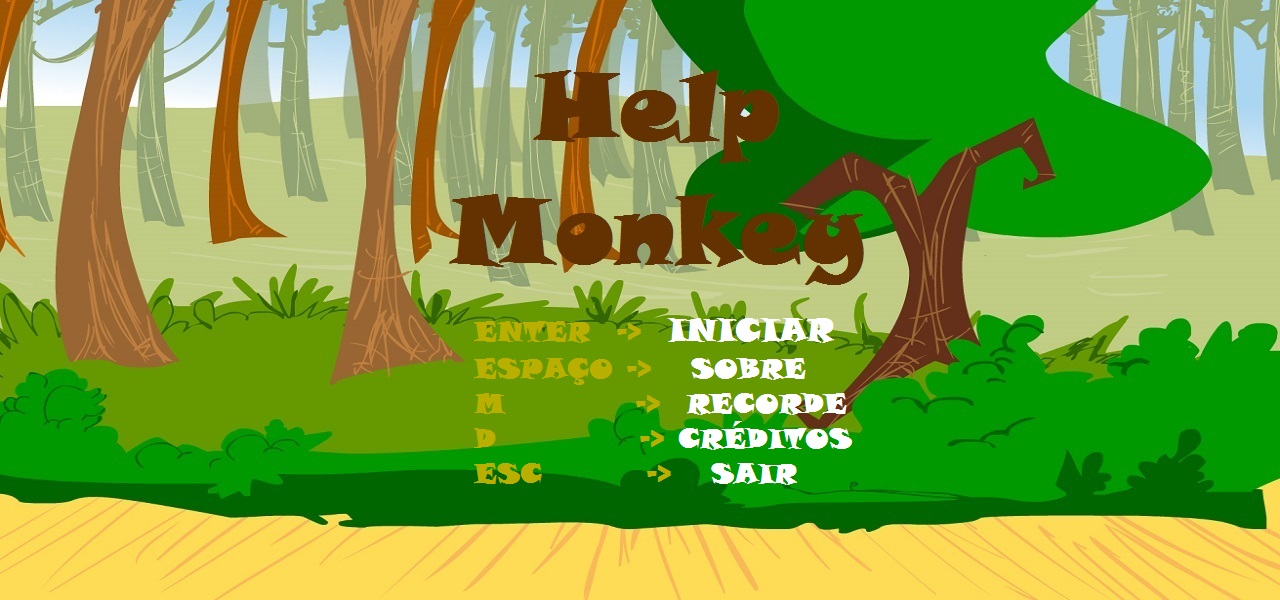 Help
Monkey
ENTER -> INICIAR
ESPAÇO -> SOBRE
M -> RECORDE
D -> CRÉDITOS
ESC -> SAIR